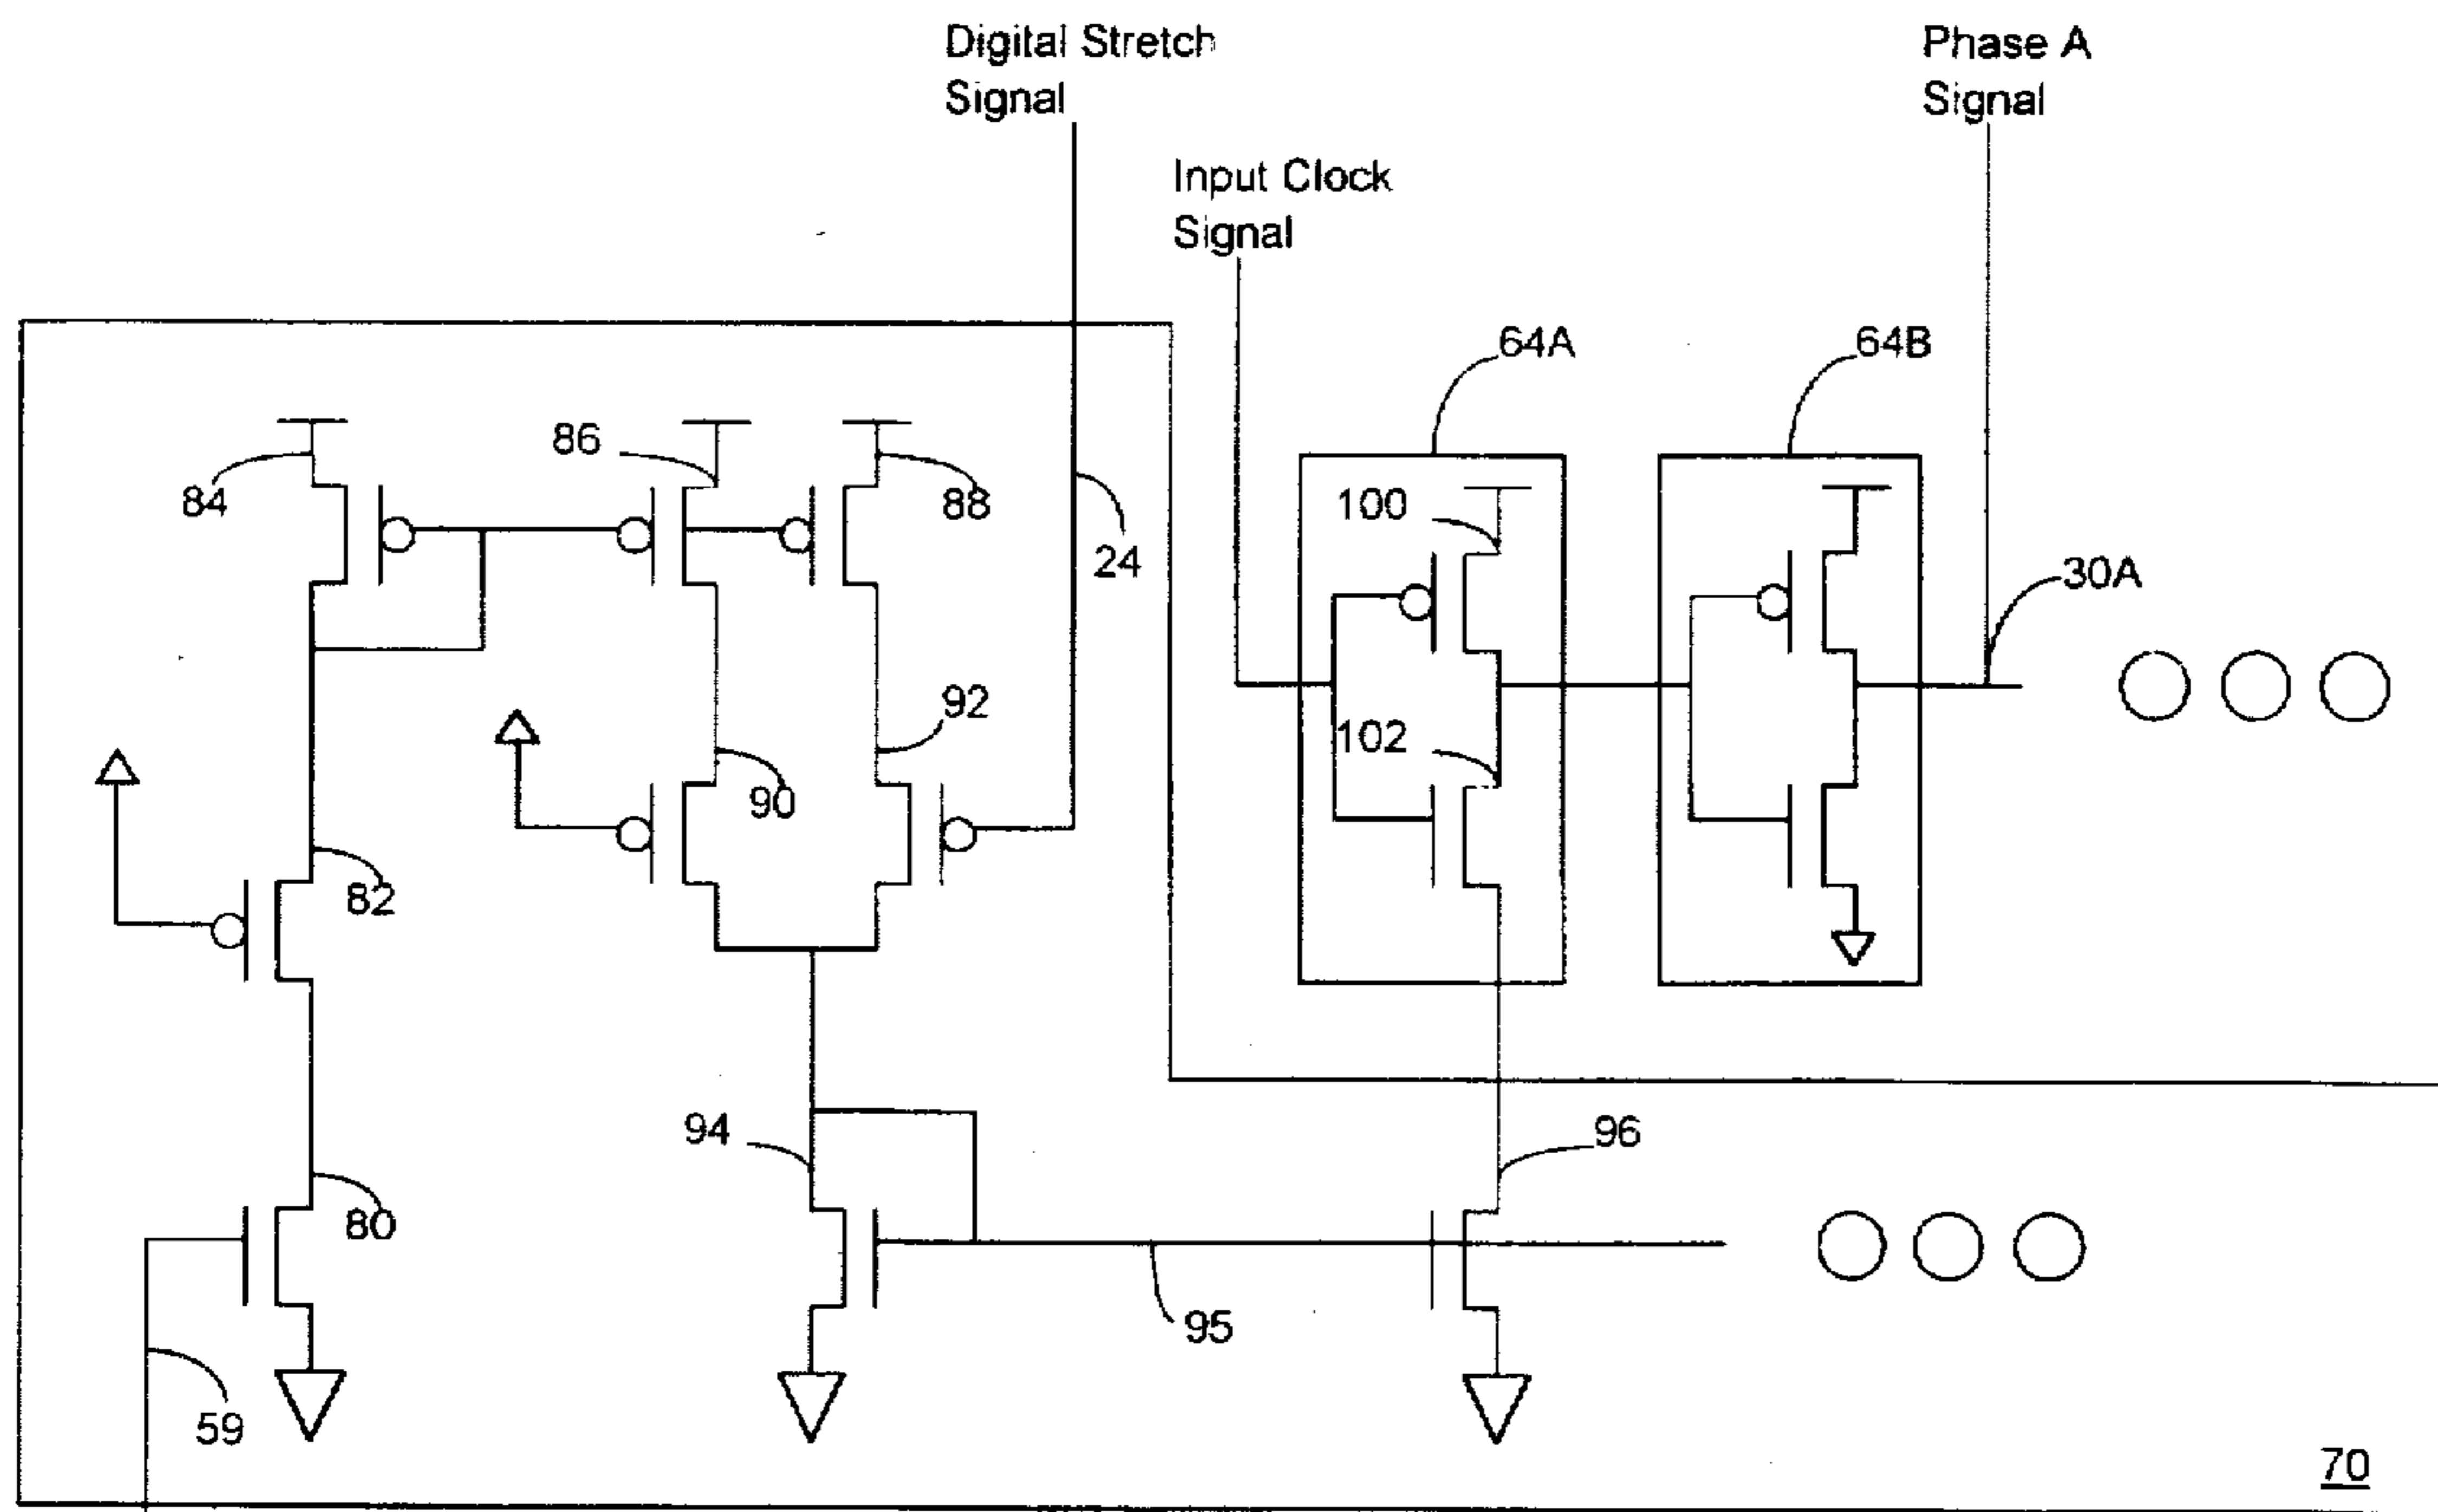 Digital Stretch
Signal
Phase A
Signal
Input Clock
Signal
64A
64B
84
86
88
24
100
30A
92
102
90
82
94
96
80
95
59
70